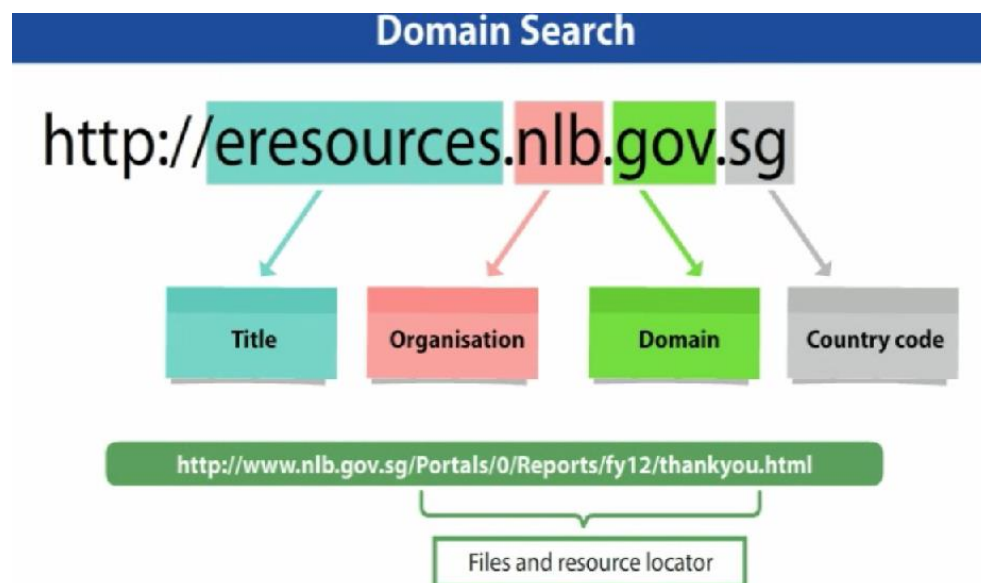 Domain Search
http://eresources.nlb.gov.sg
Title
Organisation
Domain
Country code
http://www.nlb.gov.sg/Portals/0/Reports/fy12/thankyou.html
Files and resource locator